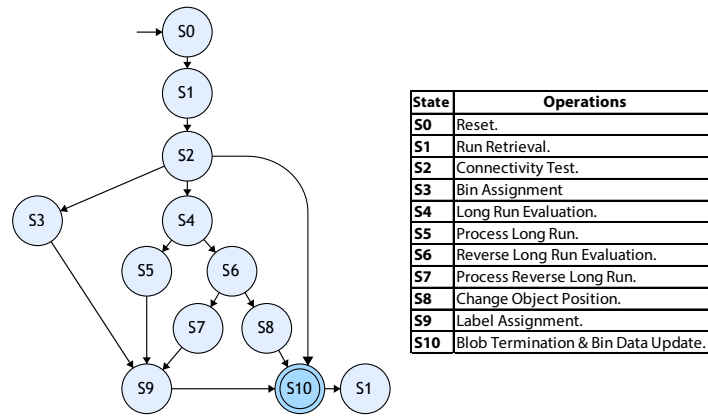 S0
S1
S2
S3
S4
S5
S6
S7
S8
S9
S10
S1
State Operations
S0 Reset.
S1 Run Retrieval.
S2 Connectivity Test.
S3 Bin Assignment
S4 Long Run Evaluation.
S5 Process Long Run.
S6 Reverse Long Run Evaluation.
S7 Process Reverse Long Run.
S8 Change Object Position.
S9 Label Assignment.
S10 Blob Termination & Bin Data Update.